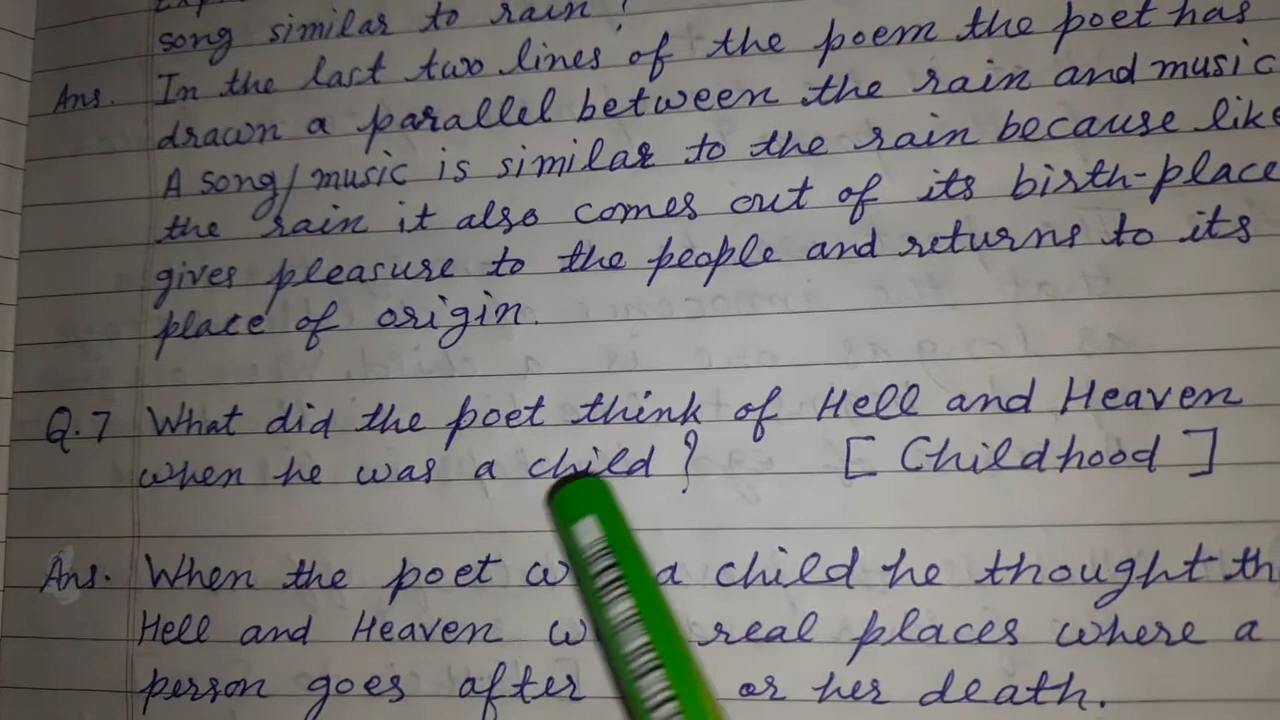 song similar to rain?
Ans. In the last two lines of the poem the poet has
drawn a parallel between the rain and music
A song/music is similar to the rain because like
the rain it also comes out of its birth-place
gives pleasure to the people and returns to its
place of origin.
Q.7 What did the poet think of Hell and Heaven
when he was a child? [Childhood]
Ans. When the poet a child he thought th
Hell and Heaven real places where a
person goes after or her death.